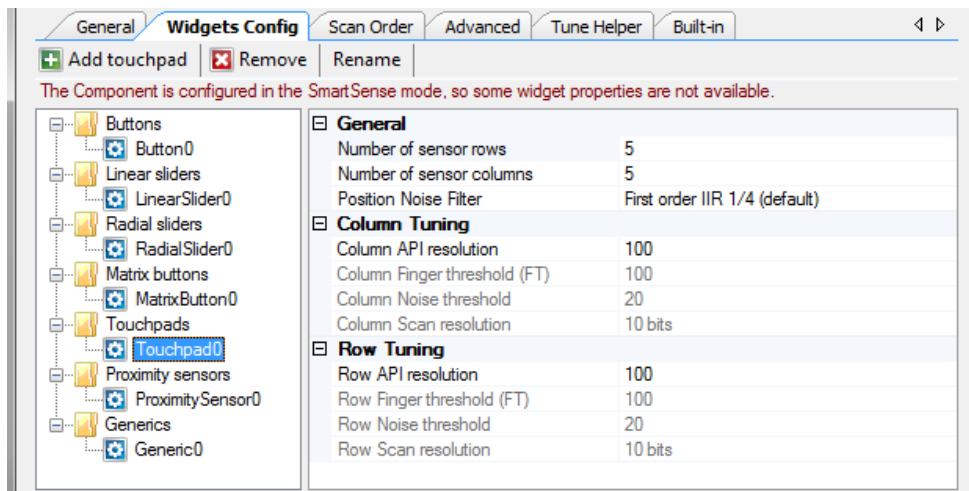 General Widgets Config Scan Order Advanced Tune Helper Built-in
Add touchpad Remove Rename
The Component is configured in the SmartSense mode, so some widget properties are not available.
Buttons
Button0
Linear sliders
LinearSlider0
Radial sliders
RadialSlider0
Matrix buttons
MatrixButton0
Touchpads
Touchpad0
Proximity sensors
ProximitySensor0
Generics
Generic0
General
Number of sensor rows 5
Number of sensor columns 5
Position Noise Filter First order IIR 1/4 (default)
Column Tuning
Column API resolution 100
Column Finger threshold (FT) 100
Column Noise threshold 20
Column Scan resolution 10 bits
Row Tuning
Row API resolution 100
Row Finger threshold (FT) 100
Row Noise threshold 20
Row Scan resolution 10 bits